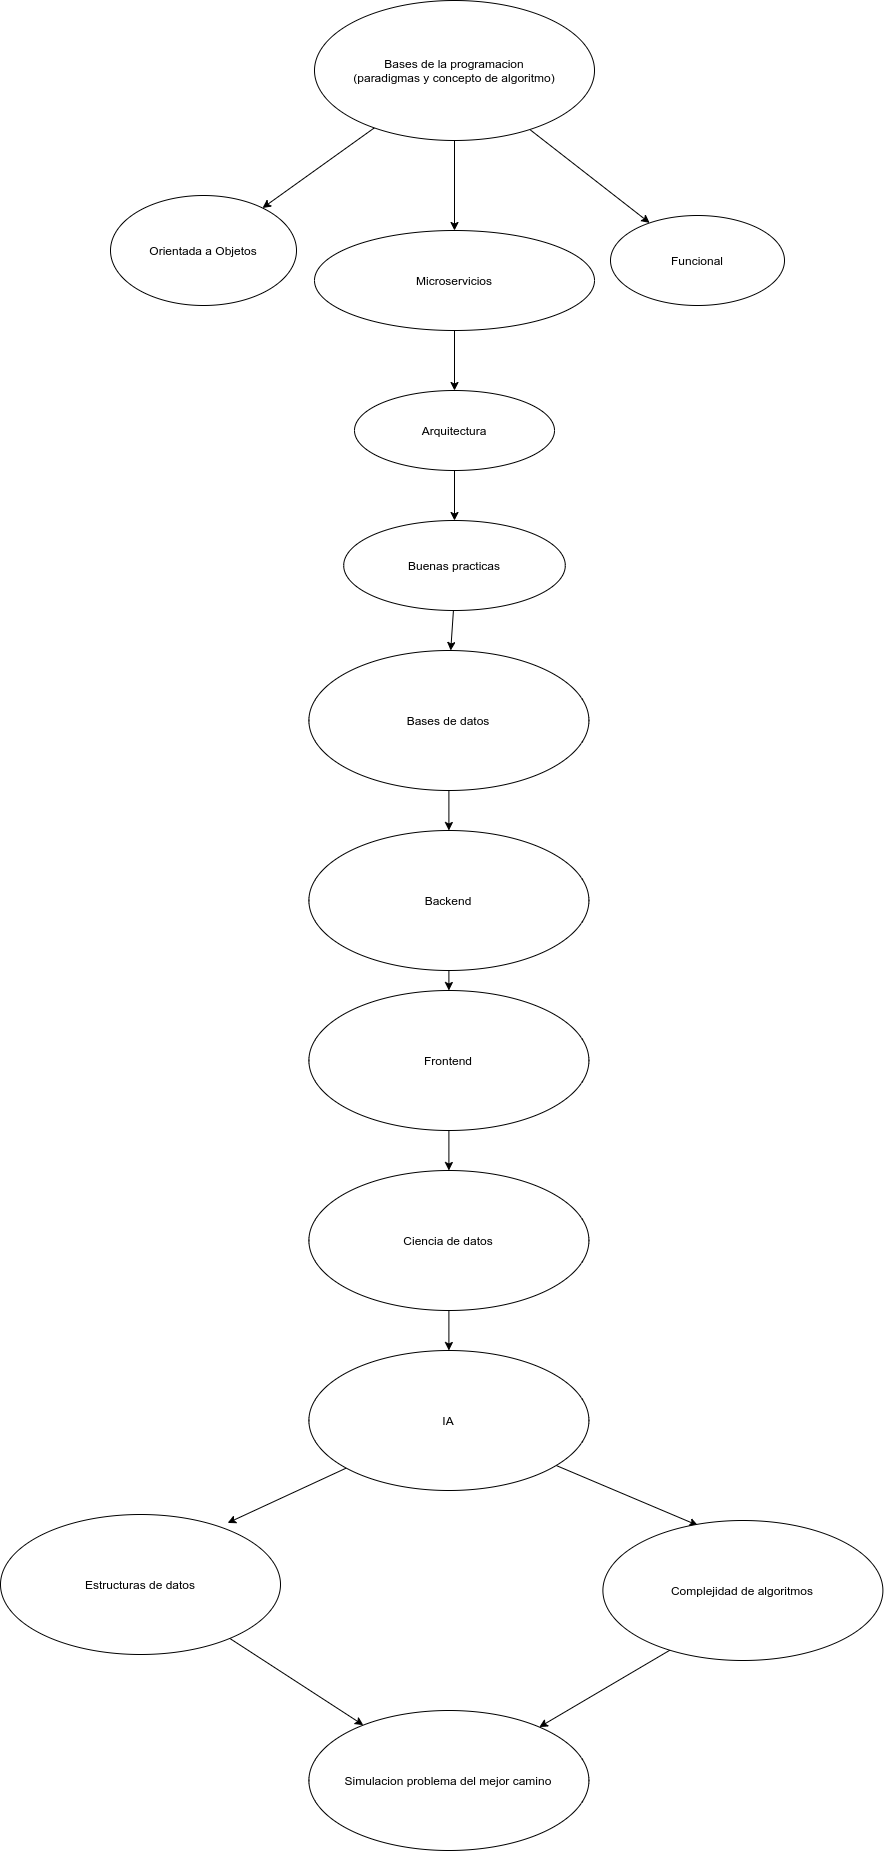 Bases de la programacion
(paradigmas y concepto de algoritmo)
Orientada a Objetos
Microservicios
Funcional
Arquitectura
Buenas practicas
Bases de datos
Backend
Frontend
Ciencia de datos
IA
Estructuras de datos
Complejidad de algoritmos
Simulacion problema del mejor camino